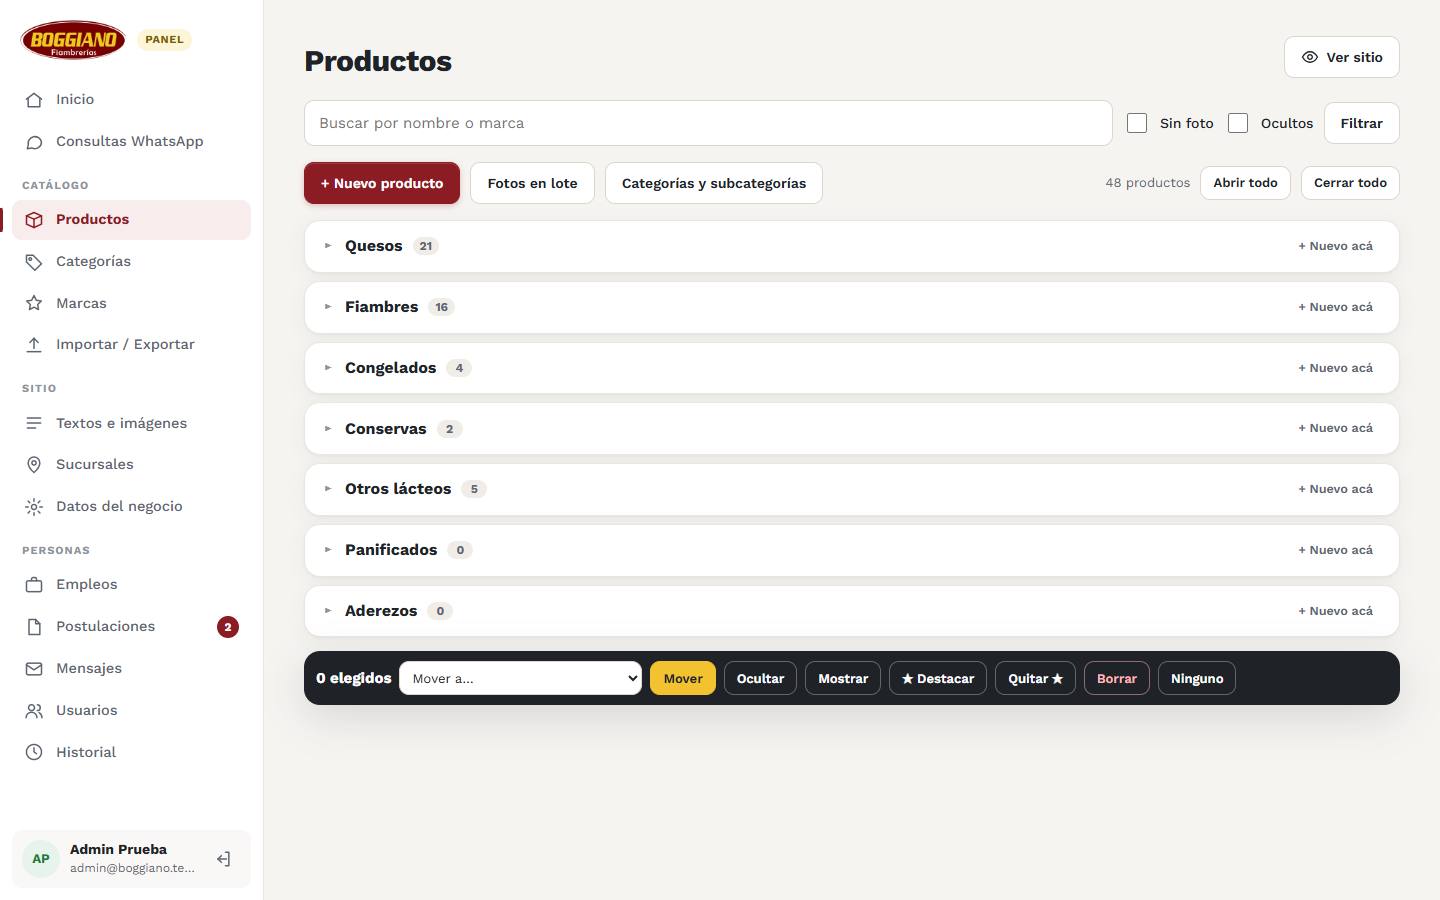 BOGGIANO
Fiambrerías
PANEL
Inicio
Consultas WhatsApp
CATÁLOGO
Productos
Categorías
Marcas
Importar / Exportar
SITIO
Textos e imágenes
Sucursales
Datos del negocio
PERSONAS
Empleos
Postulaciones 2
Mensajes
Usuarios
Historial
AP
Admin Prueba
admin@boggiano.te...
Productos
Ver sitio
Buscar por nombre o marca
Sin foto
Ocultos
Filtrar
+ Nuevo producto
Fotos en lote
Categorías y subcategorías
48 productos
Abrir todo
Cerrar todo
Quesos 21 + Nuevo acá
Fiambres 16 + Nuevo acá
Congelados 4 + Nuevo acá
Conservas 2 + Nuevo acá
Otros lácteos 5 + Nuevo acá
Panificados 0 + Nuevo acá
Aderezos 0 + Nuevo acá
0 elegidos
Mover a...
Mover
Ocultar
Mostrar
★ Destacar
Quitar ★
Borrar
Ninguno